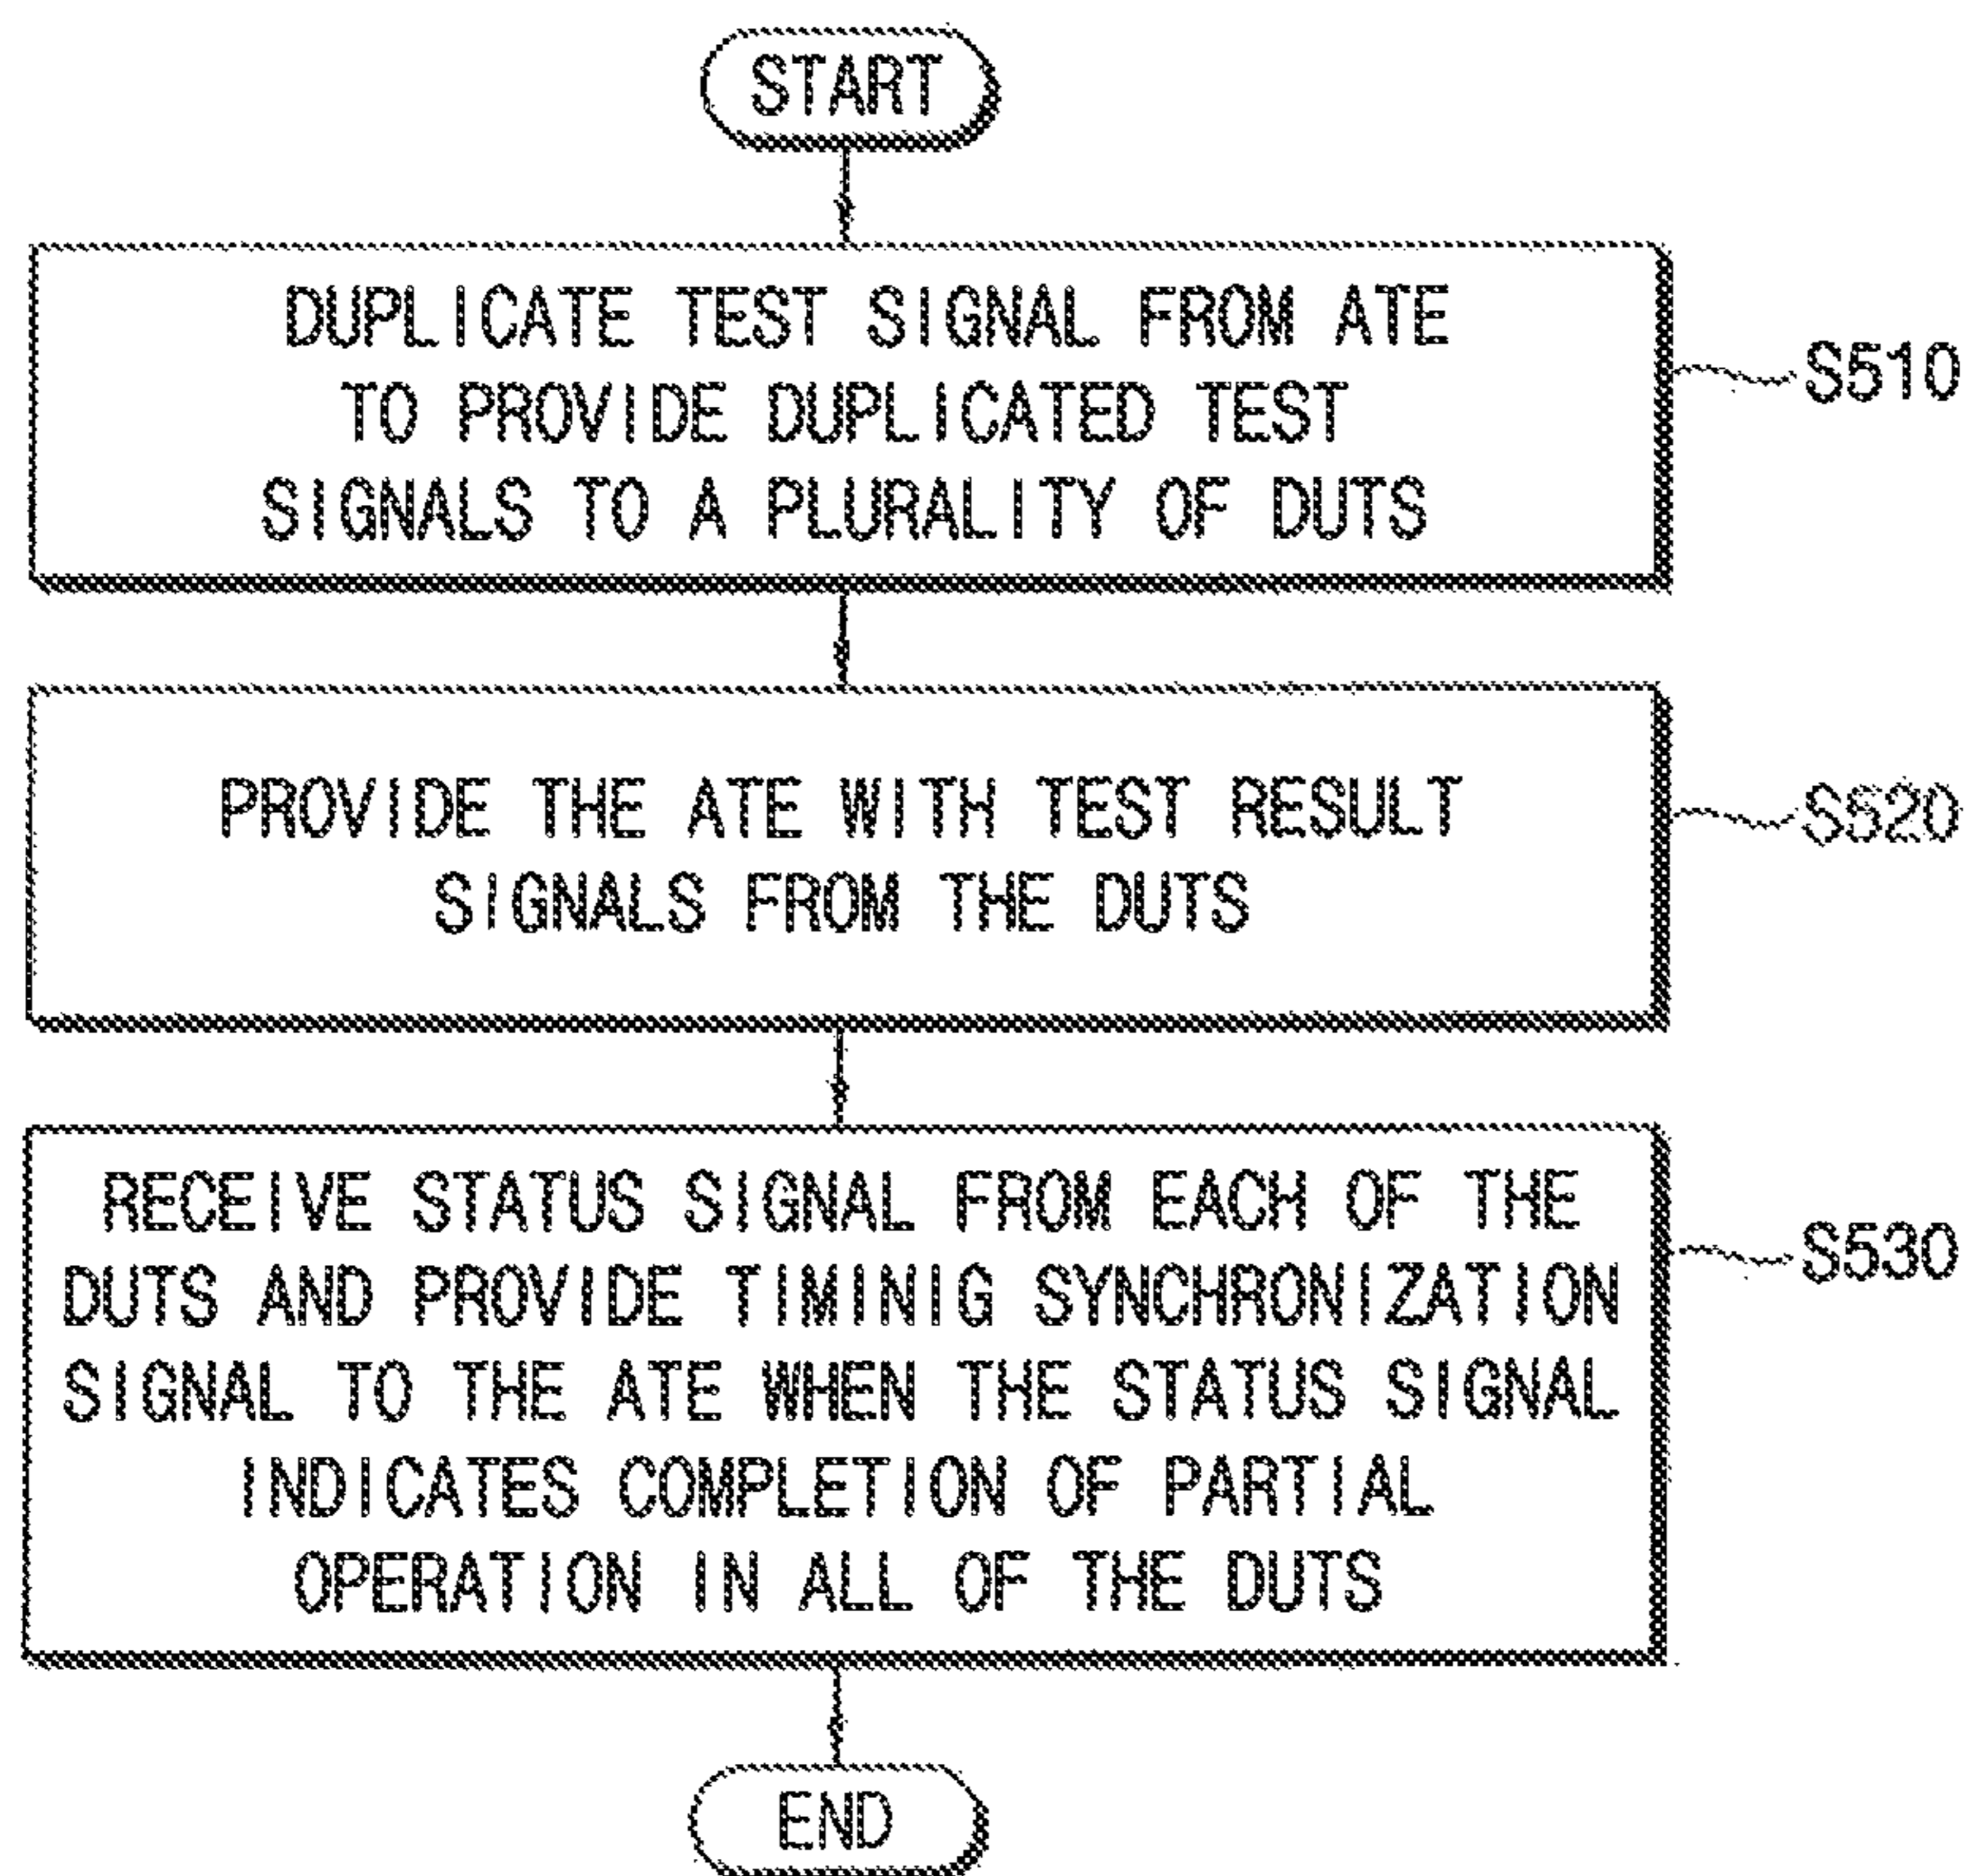 START
DUPLICATE TEST SIGNAL FROM ATE
TO PROVIDE DUPLICATED TEST
SIGNALS TO A PLURALITY OF DUTS
S510
PROVIDE THE ATE WITH TEST RESULT
SIGNALS FROM THE DUTS
S520
RECEIVE STATUS SIGNAL FROM EACH OF THE
DUTS AND PROVIDE TIMINIG SYNCHRONIZATION
SIGNAL TO THE ATE WHEN THE STATUS SIGNAL
INDICATES COMPLETION OF PARTIAL
OPERATION IN ALL OF THE DUTS
S530
END